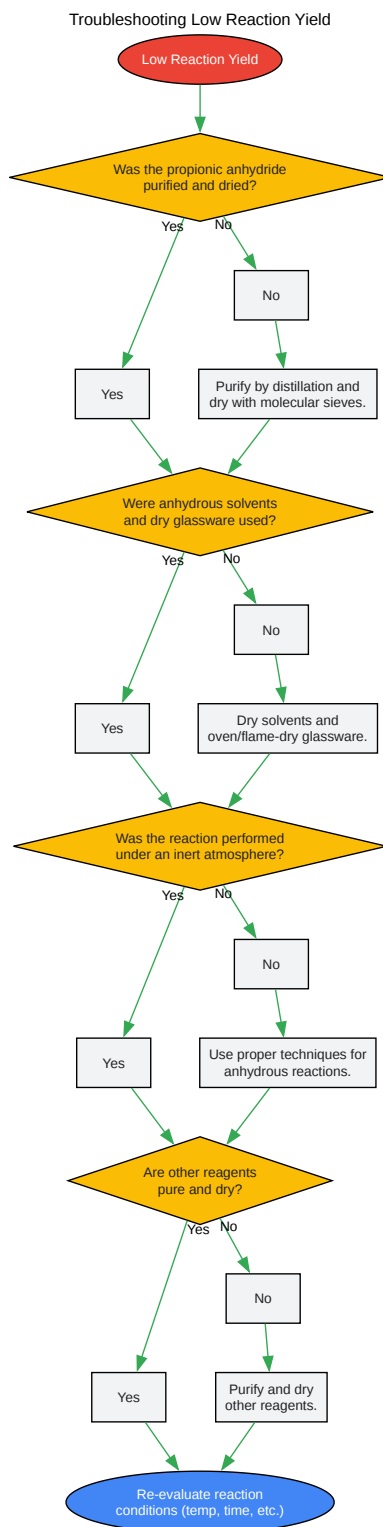 Troubleshooting Low Reaction Yield
Low Reaction Yield
Was the propionic anhydride
purified and dried?
Yes
No
No
Yes
Purify by distillation and
dry with molecular sieves.
Were anhydrous solvents
and dry glassware used?
Yes
No
No
Yes
Dry solvents and
oven/flame-dry glassware.
Was the reaction performed
under an inert atmosphere?
Yes
No
No
Yes
Use proper techniques for
anhydrous reactions.
Are other reagents
pure and dry?
Yes
No
No
Yes
Purify and dry
other reagents.
Re-evaluate reaction
conditions (temp, time, etc.)